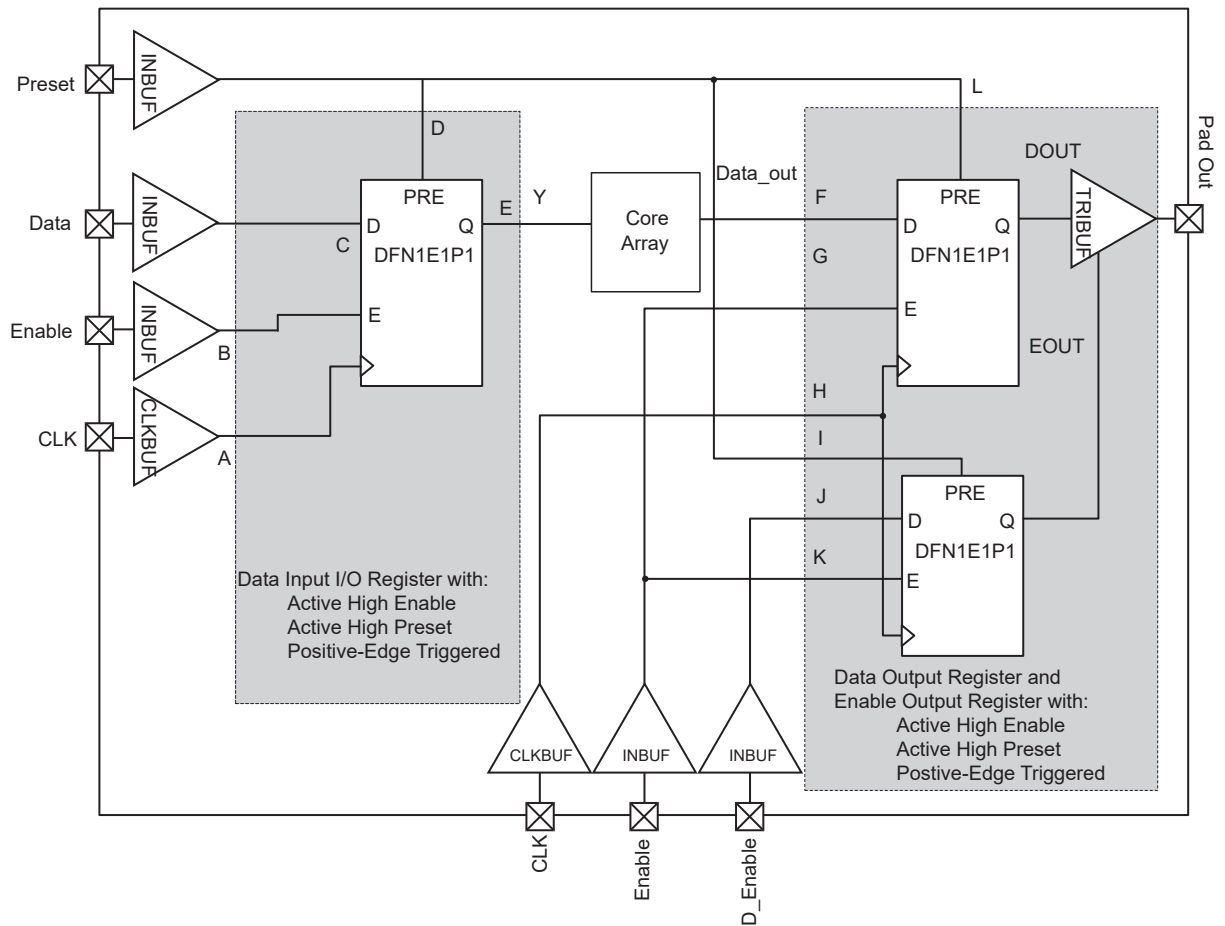 Preset
INBUF
D
L
Pad Out
DOUT
Data
INBUF
PRE
D
Q
DFN1E1P1
C
E
Y
Core
Array
Data_out
F
G
PRE
D
Q
DFN1E1P1
E
TRIBUF
EOUT
Enable
INBUF
B
E
CLK
CLKBUF
A
H
I
J
K
PRE
D
Q
DFN1E1P1
E
Data Input I/O Register with:
Active High Enable
Active High Preset
Positive-Edge Triggered
Data Output Register and
Enable Output Register with:
Active High Enable
Active High Preset
Postive-Edge Triggered
CLKBUF
INBUF
INBUF
CLK
Enable
D_Enable